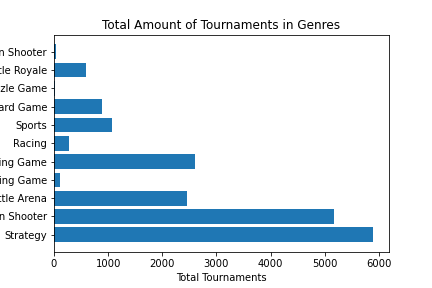 Total Amount of Tournaments in Genres
n Shooter
tle Royale
zle Game
ard Game
Sports
Racing
ing Game
ing Game
ttle Arena
n Shooter
Strategy
0 1000 2000 3000 4000 5000 6000
Total Tournaments